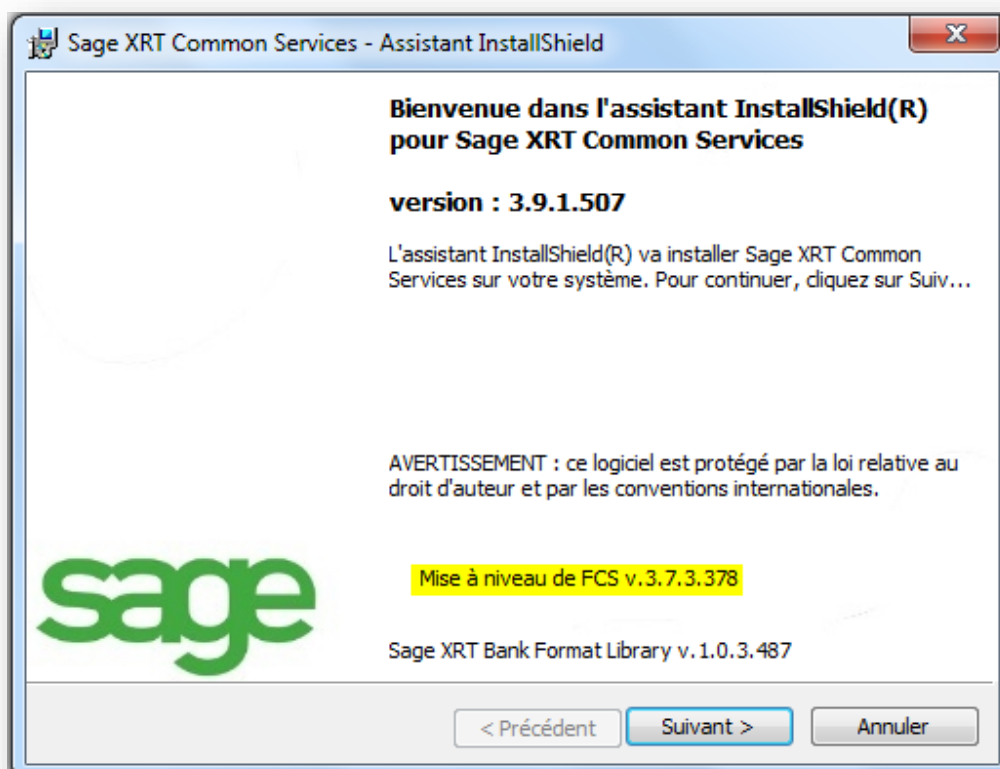 Sage XRT Common Services - Assistant InstallShield
Bienvenue dans l'assistant InstallShield(R)
pour Sage XRT Common Services
version : 3.9.1.507
L'assistant InstallShield(R) va installer Sage XRT Common
Services sur votre système. Pour continuer, cliquez sur Suiv...
AVERTISSEMENT : ce logiciel est protégé par la loi relative au
droit d'auteur et par les conventions internationales.
sage
Mise à niveau de FCS v.3.7.3.378
Sage XRT Bank Format Library v.1.0.3.487
< Précédent
Suivant >
Annuler